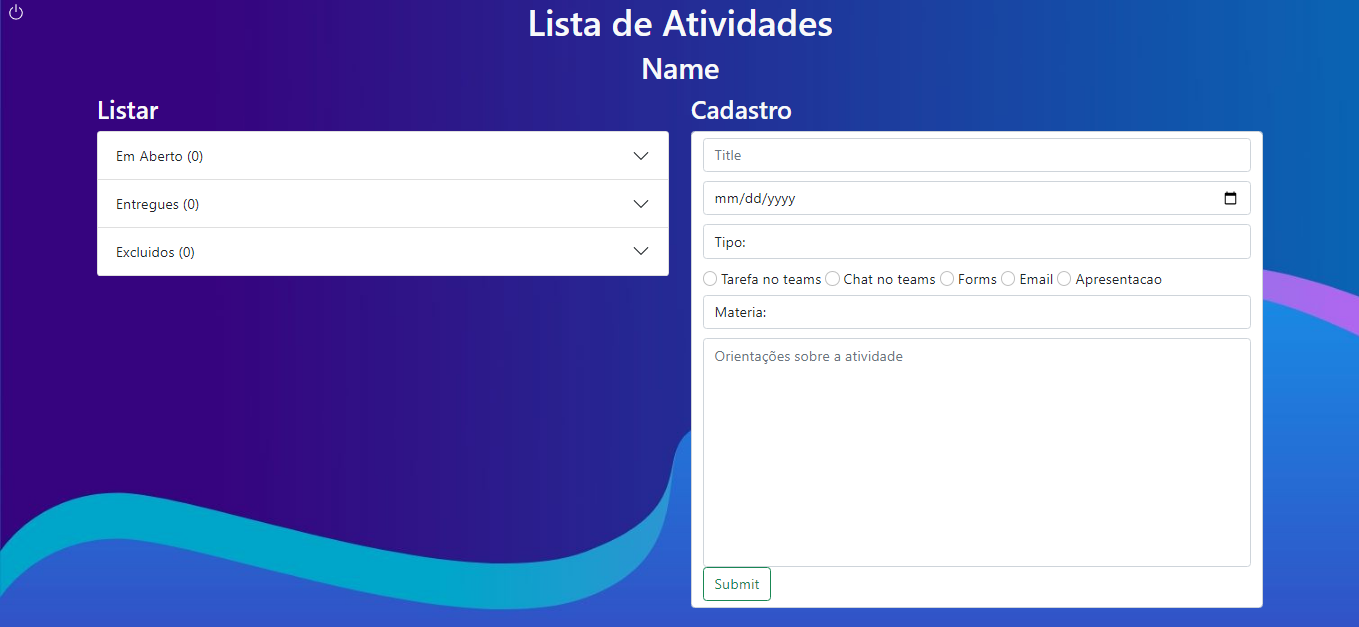 Lista de Atividades
Name
Listar
Em Aberto (0)
Entregues (0)
Excluidos (0)
Cadastro
Title
mm/dd/yyyy
Tipo:
Tarefa no teams Chat no teams Forms Email Apresentacao
Materia:
Orientações sobre a atividade
Submit